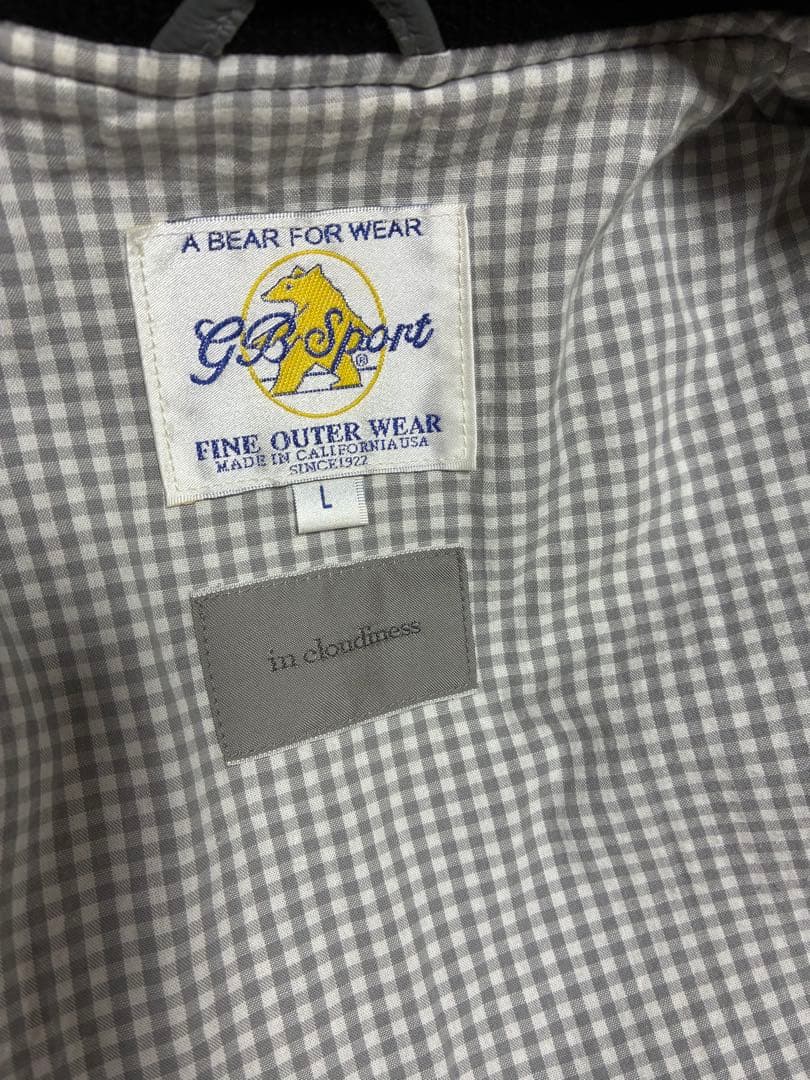 A BEAR FOR WEAR
GB Sport
®
FINE OUTER WEAR
MADE IN CALIFORNIA USA
SINCE 1922
L
in cloudiness